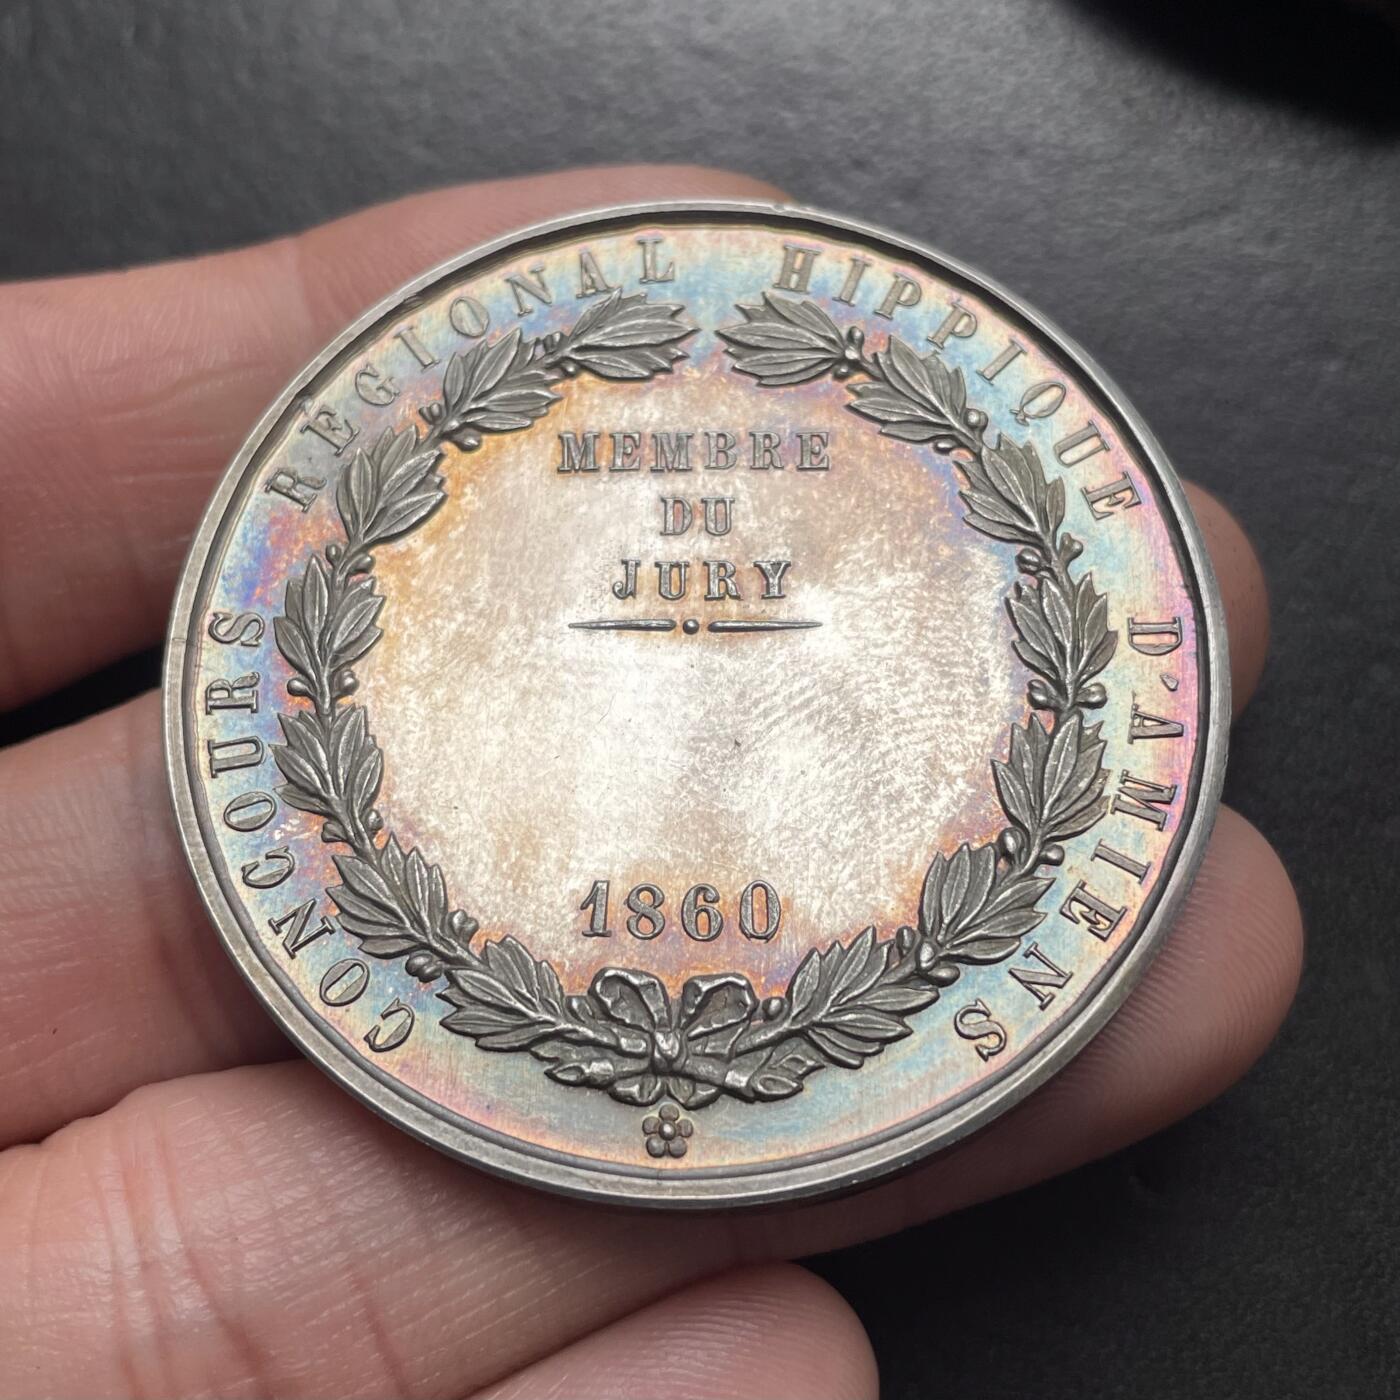 CONCOURS RÉGIONAL HIPPIQUE D'AMIENS
MEMBRE
DU
JURY
1860